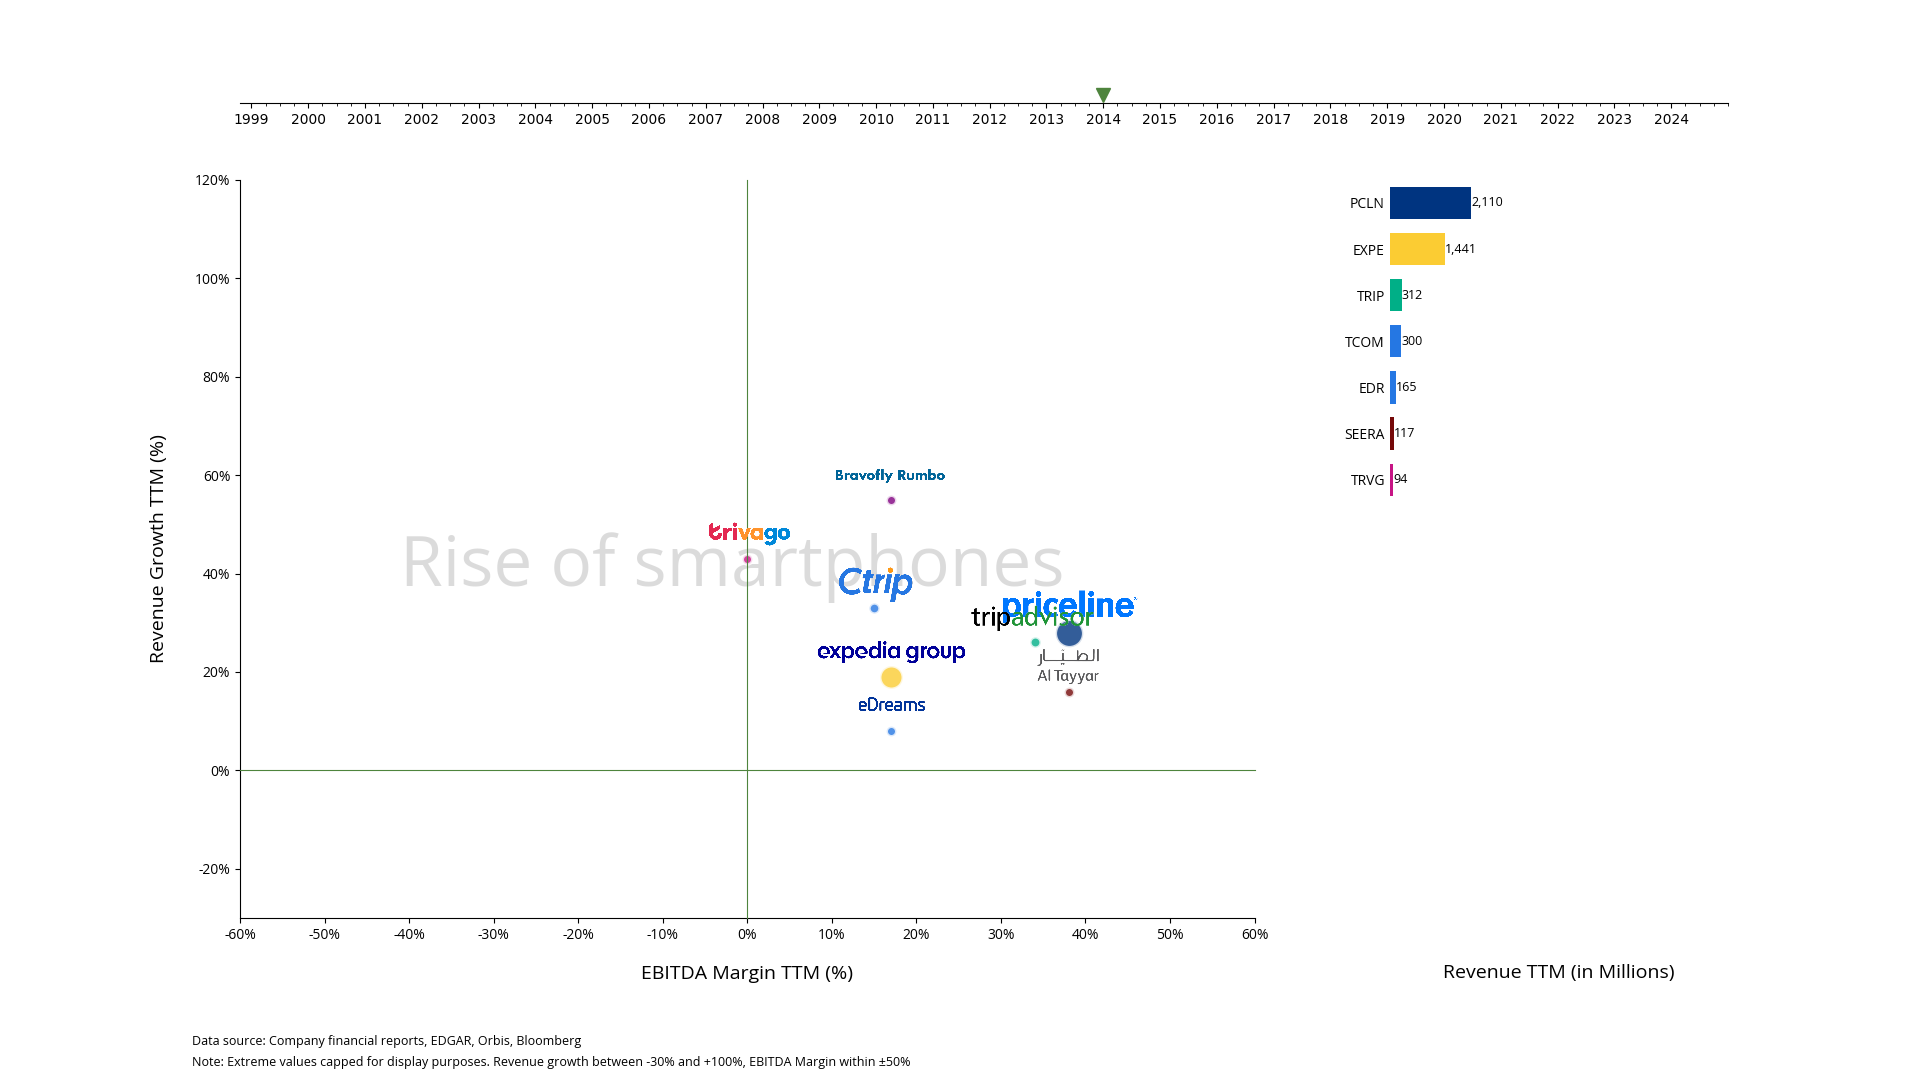 1999 2000 2001 2002 2003 2004 2005 2006 2007 2008 2009 2010 2011 2012 2013 2014 2015 2016 2017 2018 2019 2020 2021 2022 2023 2024
120%
100%
80%
60%
40%
20%
0%
-20%
Revenue Growth TTM (%)
Rise of smartphones
Bravofly Rumbo
trivago
Ctrip
priceline
tripadvisor
expedia group
الطيار
Al Tayyar
eDreams
-60% -50% -40% -30% -20% -10% 0% 10% 20% 30% 40% 50% 60%
EBITDA Margin TTM (%)
PCLN 2,110
EXPE 1,441
TRIP 312
TCOM 300
EDR 165
SEERA 117
TRVG 94
Revenue TTM (in Millions)
Data source: Company financial reports, EDGAR, Orbis, Bloomberg
Note: Extreme values capped for display purposes. Revenue growth between -30% and +100%, EBITDA Margin within ±50%